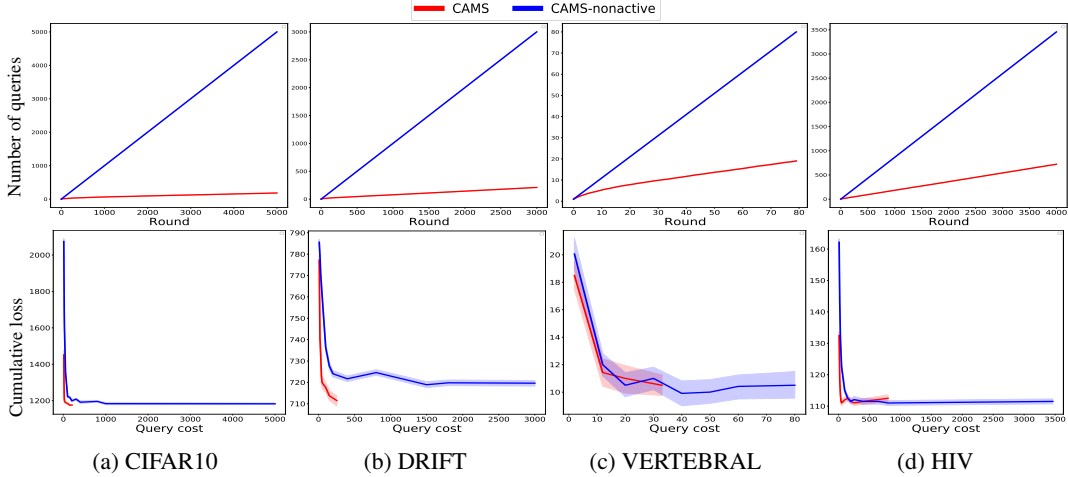 CAMS CAMS-nonactive
Number of queries
5000
4000
3000
2000
1000
0
0 1000 2000 3000 4000 5000
Round
3000
2500
2000
1500
1000
500
0
0 500 1000 1500 2000 2500 3000
Round
80
70
60
50
40
30
20
10
0
0 10 20 30 40 50 60 70 80
Round
3500
3000
2500
2000
1500
1000
500
0
0 500 1000 1500 2000 2500 3000 3500 4000
Round
Cumulative loss
2000
1800
1600
1400
1200
0 1000 2000 3000 4000 5000
Query cost
790
780
770
760
750
740
730
720
710
0 500 1000 1500 2000 2500 3000
Query cost
20
18
16
14
12
10
0 10 20 30 40 50 60 70 80
Query cost
160
150
140
130
120
110
0 500 1000 1500 2000 2500 3000 3500
Query cost
(a) CIFAR10 (b) DRIFT (c) VERTEBRAL (d) HIV